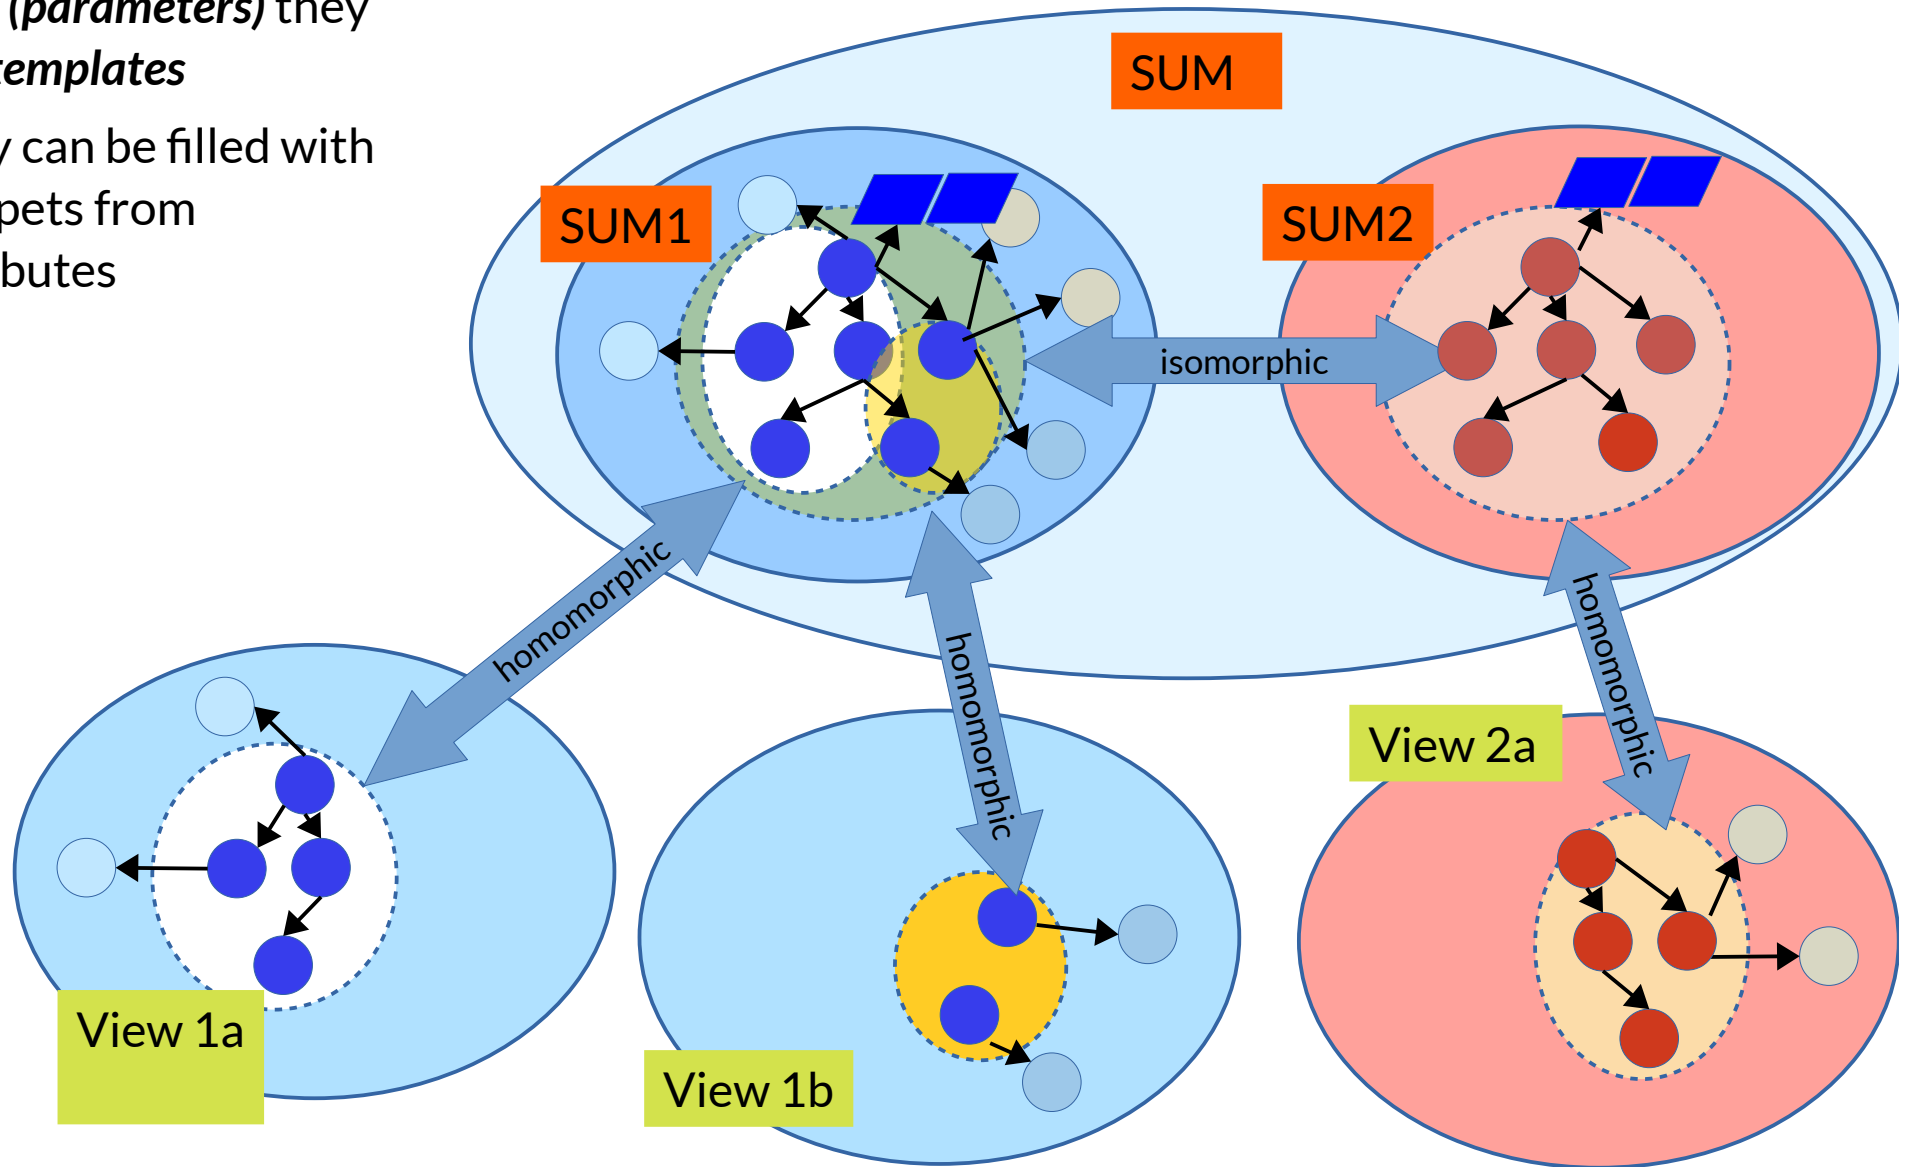 (parameters) they
templates
y can be filled with
pets from
butes
SUM
SUM1
SUM2
isomorphic
homomorphic
homomorphic
homomorphic
View 2a
View 1a
View 1b